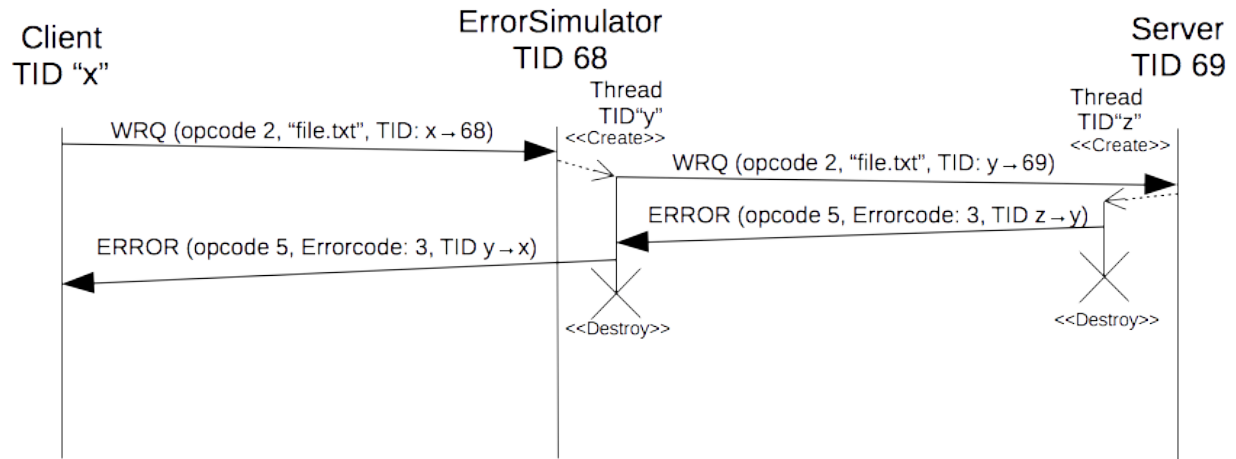 Client
TID “x”
ErrorSimulator
TID 68
Server
TID 69
Thread
TID“y”
<<Create>>
Thread
TID“z”
<<Create>>
WRQ (opcode 2, “file.txt”, TID: x→68)
WRQ (opcode 2, “file.txt”, TID: y→69)
ERROR (opcode 5, Errorcode: 3, TID z→y)
ERROR (opcode 5, Errorcode: 3, TID y→x)
<<Destroy>>
<<Destroy>>